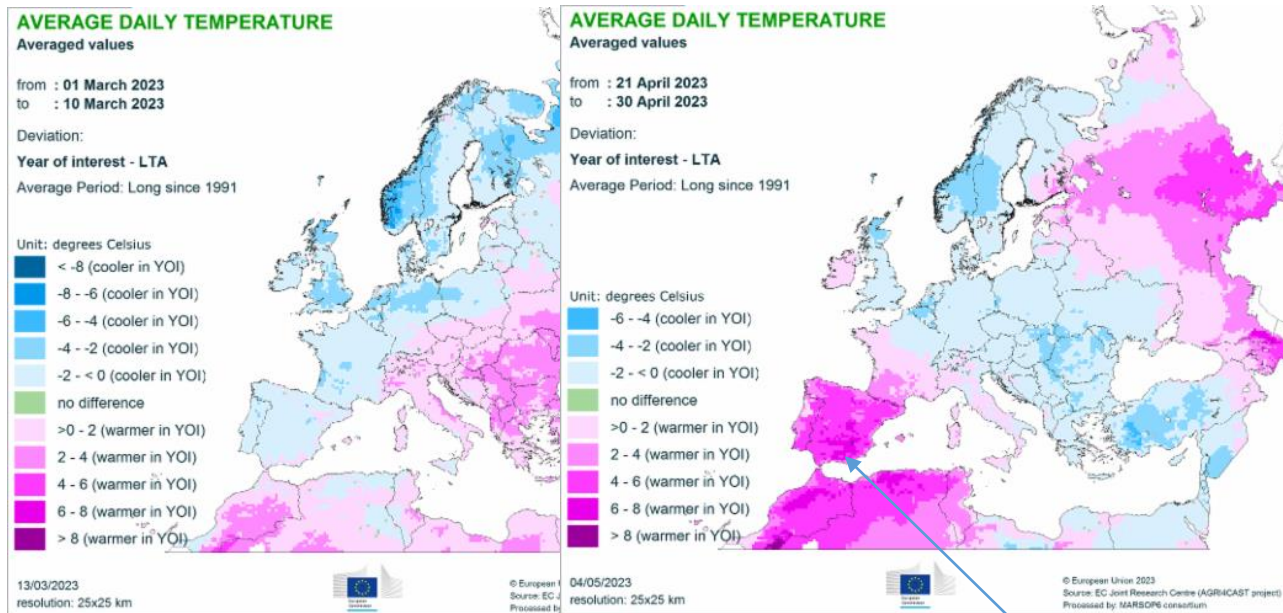 AVERAGE DAILY TEMPERATURE
Averaged values
from : 01 March 2023
to : 10 March 2023
Deviation:
Year of interest - LTA
Average Period: Long since 1991
Unit: degrees Celsius
< -8 (cooler in YOI)
-8 - -6 (cooler in YOI)
-6 - -4 (cooler in YOI)
-4 - -2 (cooler in YOI)
-2 - < 0 (cooler in YOI)
no difference
>0 - 2 (warmer in YOI)
2 - 4 (warmer in YOI)
4 - 6 (warmer in YOI)
6 - 8 (warmer in YOI)
> 8 (warmer in YOI)
13/03/2023
resolution: 25x25 km
© European
Source: EC J
Processed by
AVERAGE DAILY TEMPERATURE
Averaged values
from : 21 April 2023
to : 30 April 2023
Deviation:
Year of interest - LTA
Average Period: Long since 1991
Unit: degrees Celsius
-6 - -4 (cooler in YOI)
-4 - -2 (cooler in YOI)
-2 - < 0 (cooler in YOI)
no difference
>0 - 2 (warmer in YOI)
2 - 4 (warmer in YOI)
4 - 6 (warmer in YOI)
6 - 8 (warmer in YOI)
> 8 (warmer in YOI)
04/05/2023
resolution: 25x25 km
© European Union 2023
Source: EC Joint Research Centre (AGRI4CAST project)
Processed by: MARSOP6 consortium